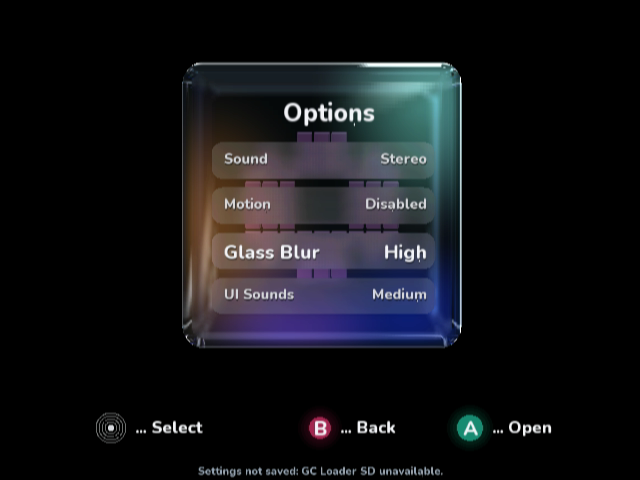 Options
Sound Stereo
Motion Disabled
Glass Blur High
UI Sounds Medium
... Select B ... Back A ... Open
Settings not saved: GC Loader SD unavailable.